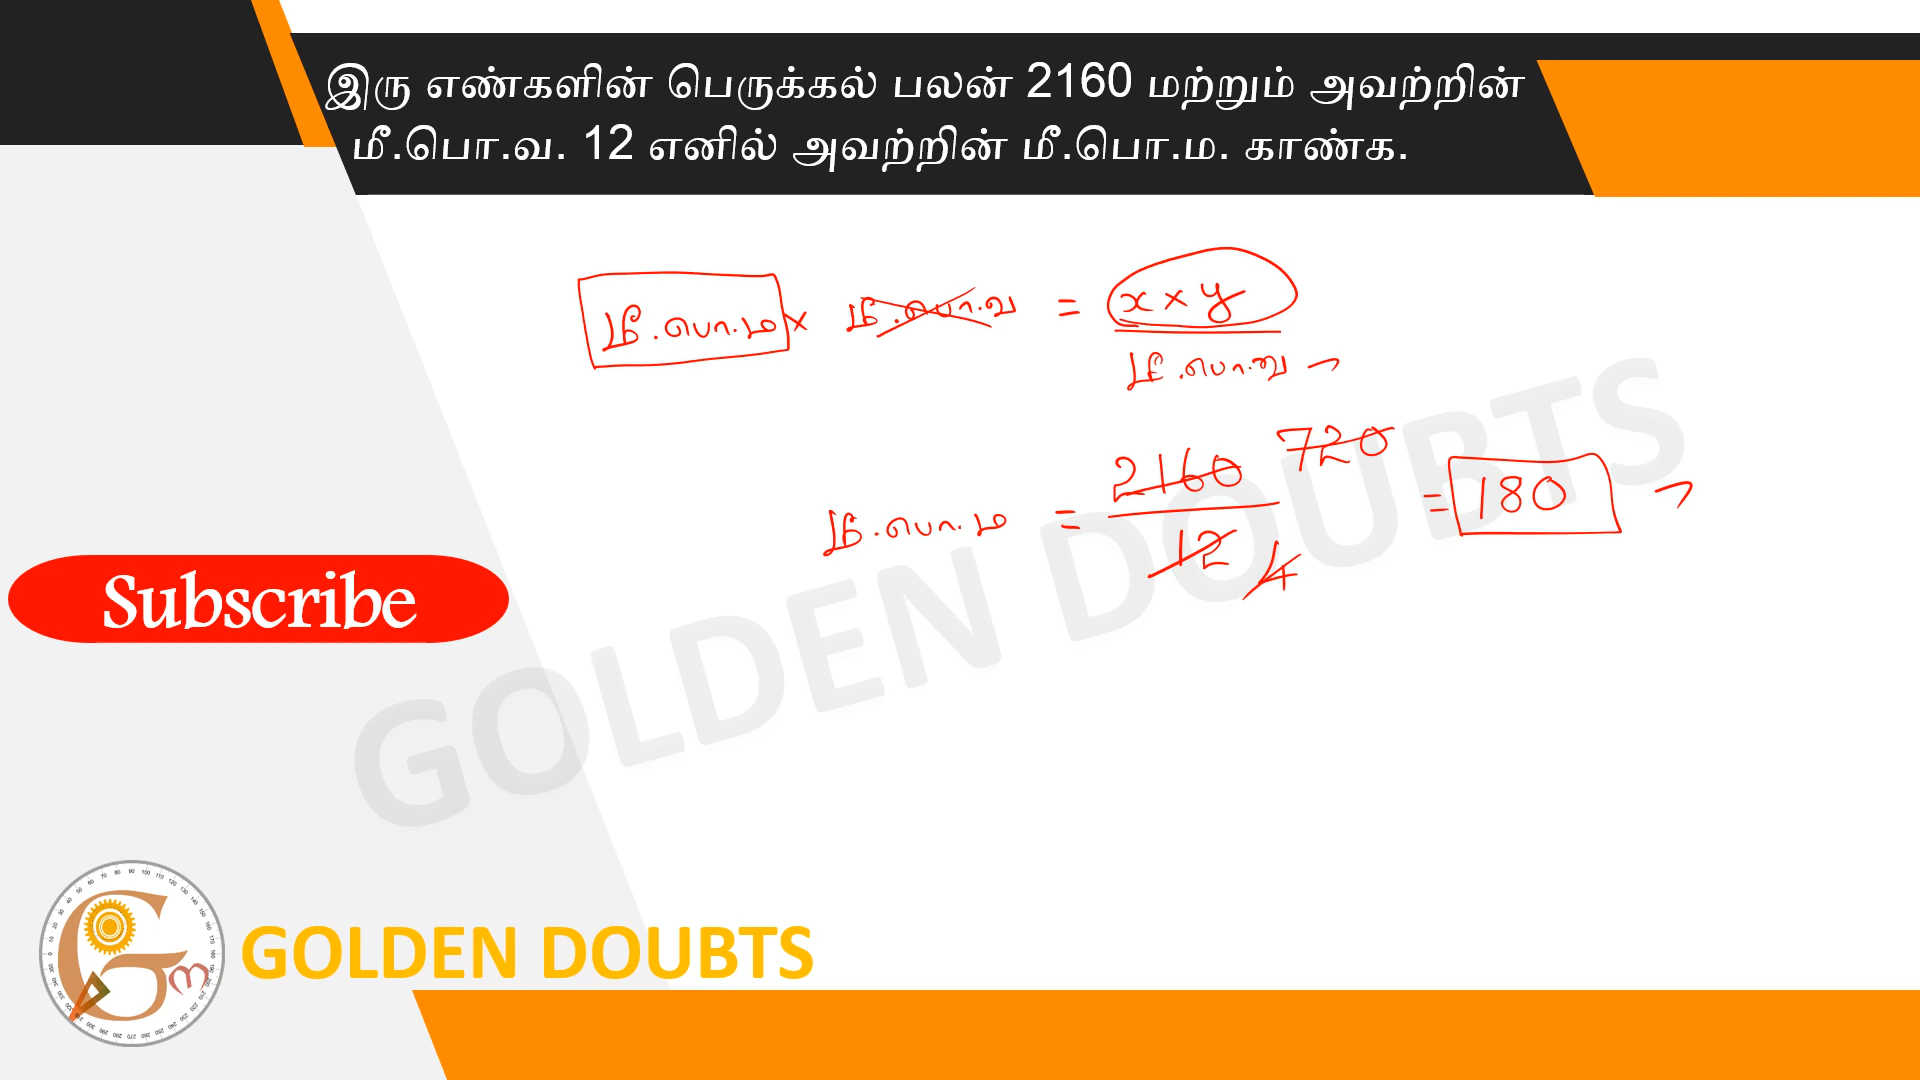 இரு எண்களின் பெருக்கல் பலன் 2160 மற்றும் அவற்றின்
மீ.பொ.வ. 12 எனில் அவற்றின் மீ.பொ.ம. காண்க.
மீ.பொ.ம × மீ.பொ.வ = x × y
மீ.பொ.வ
2160 720
மீ.பொ.ம = = 180
12 4
Subscribe
GOLDEN DOUBTS
GOLDEN DOUBTS